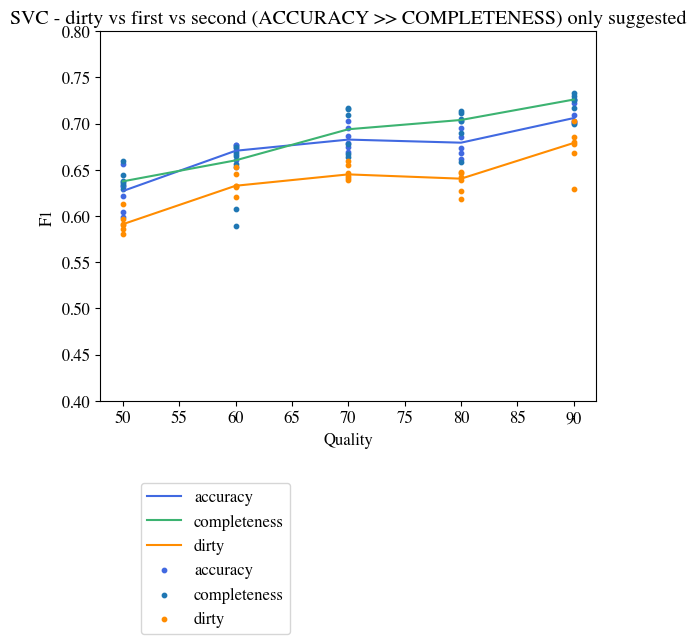 SVC - dirty vs first vs second (ACCURACY >> COMPLETENESS) only suggested
0.80
0.75
0.70
0.65
0.60
0.55
0.50
0.45
0.40
F1
50 55 60 65 70 75 80 85 90
Quality
accuracy
completeness
dirty
accuracy
completeness
dirty